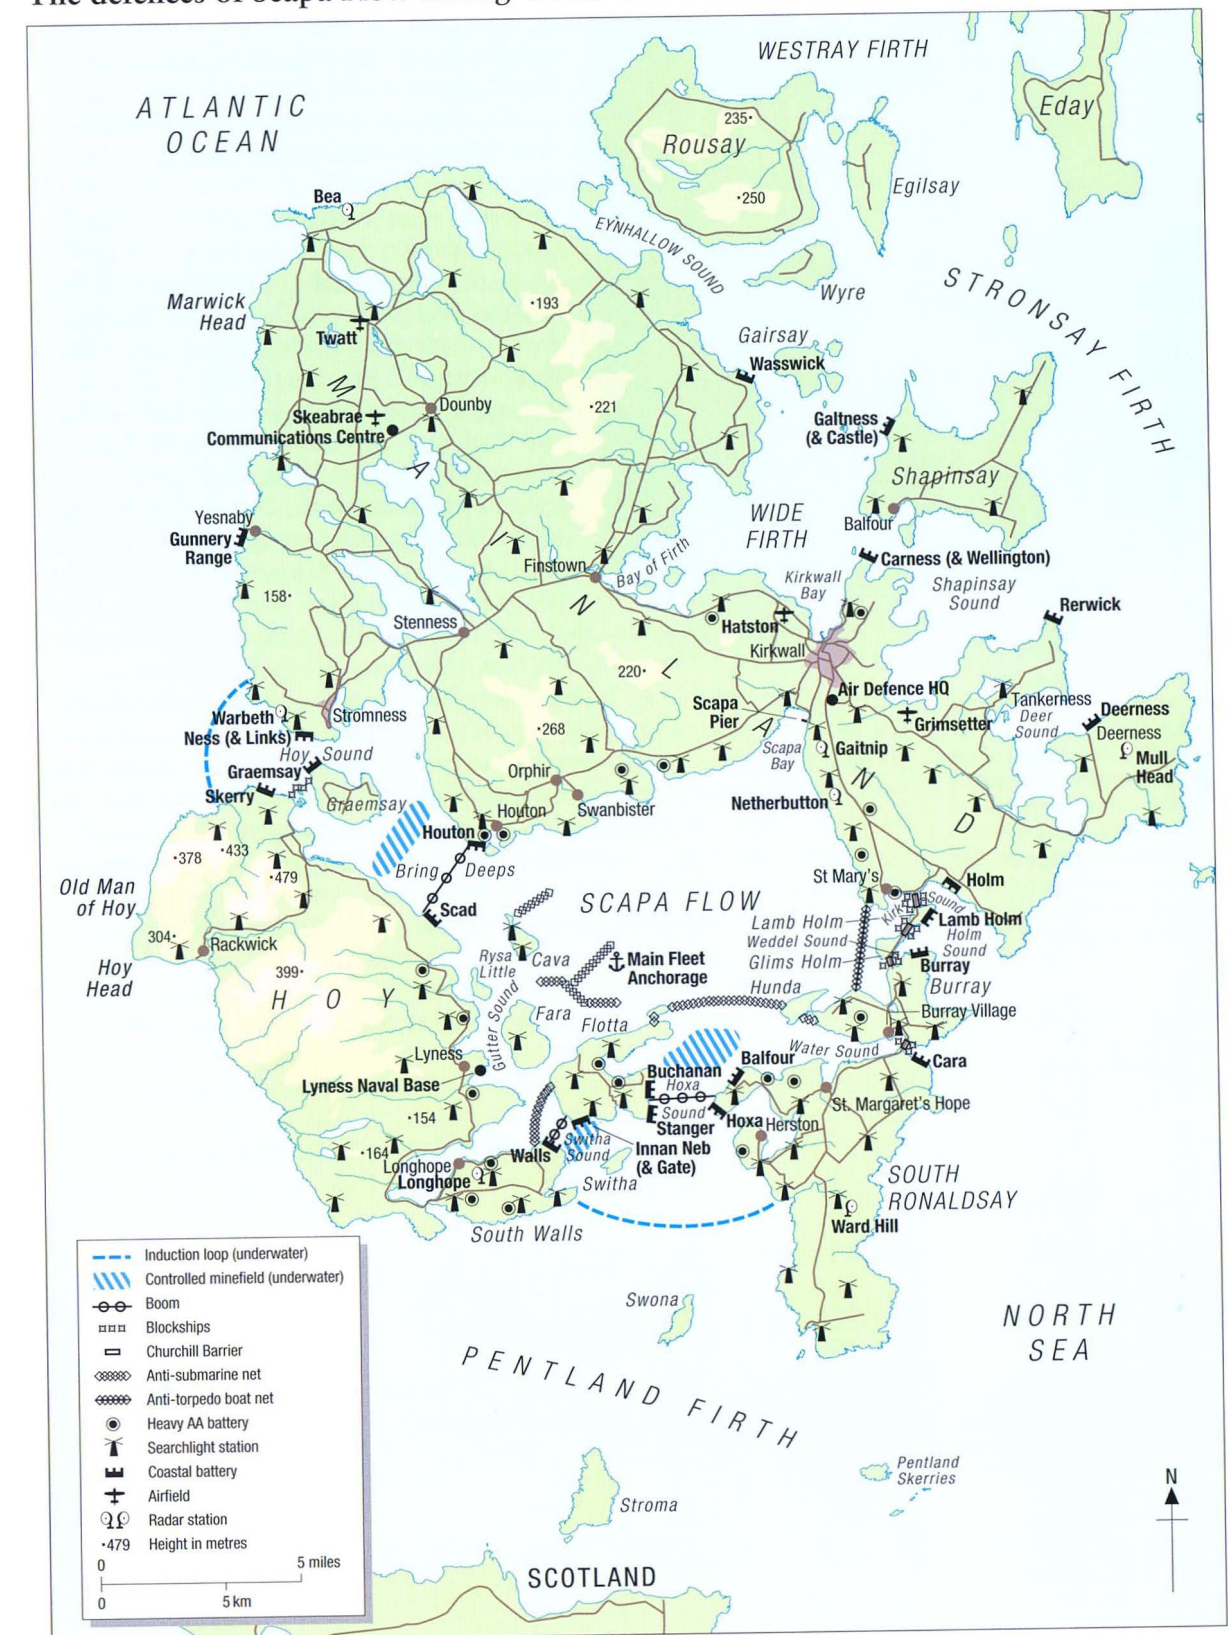 WESTRAY FIRTH
ATLANTIC
OCEAN
Eday
235
Rousay
250
Egilsay
Bea
EYNHALLOW SOUND
Wyre
STRONSAY FIRTH
Marwick
Head
193
Twatt
Gairsay
Wasswick
MAINLAND
Dounby
221
Skeabrae
Communications Centre
Galtness
(& Castle)
Shapinsay
Balfour
WIDE
FIRTH
Yesnaby
Gunnery
Range
Finstown
Bay of Firth
Carness (& Wellington)
Kirkwall
Bay
Shapinsay
Sound
158
Rerwick
Stenness
Hatston
Kirkwall
220
Air Defence HQ
Scapa
Pier
Grimsetter
Tankerness
Deer
Sound
Deerness
Deerness
Mull
Head
Warbeth
Stromness
Ness (& Links)
Hoy Sound
268
Scapa
Bay
Gaitnip
Graemsay
Skerry
Graemsay
Orphir
Swanbister
Houton
Houton
Netherbutton
378
433
479
Bring Deeps
St Mary's
Holm
Old Man
of Hoy
Scad
SCAPA FLOW
Kirk Sound
Lamb Holm
Lamb Holm
Weddel Sound
Holm
Sound
Glims Holm
Burray
304
Rackwick
Rysa
Little
Cava
Main Fleet
Anchorage
Hoy
Head
399
HOY
Gutter Sound
Hunda
Burray
Fara
Flotta
Burray Village
Water Sound
Lyness
Buchanan
Balfour
Cara
Lyness Naval Base
Hoxa
Sound
154
St. Margaret's Hope
Stanger
Hoxa
Herston
164
Walls
Switha
Sound
Innan Neb
(& Gate)
Longhope
Longhope
Switha
SOUTH
RONALDSAY
South Walls
Ward Hill
Induction loop (underwater)
Controlled minefield (underwater)
Boom
Blockships
Churchill Barrier
Anti-submarine net
Anti-torpedo boat net
Heavy AA battery
Searchlight station
Coastal battery
Airfield
Radar station
479 Height in metres
0 5 miles
0 5 km
Swona
NORTH
SEA
PENTLAND FIRTH
Pentland
Skerries
N
Stroma
SCOTLAND